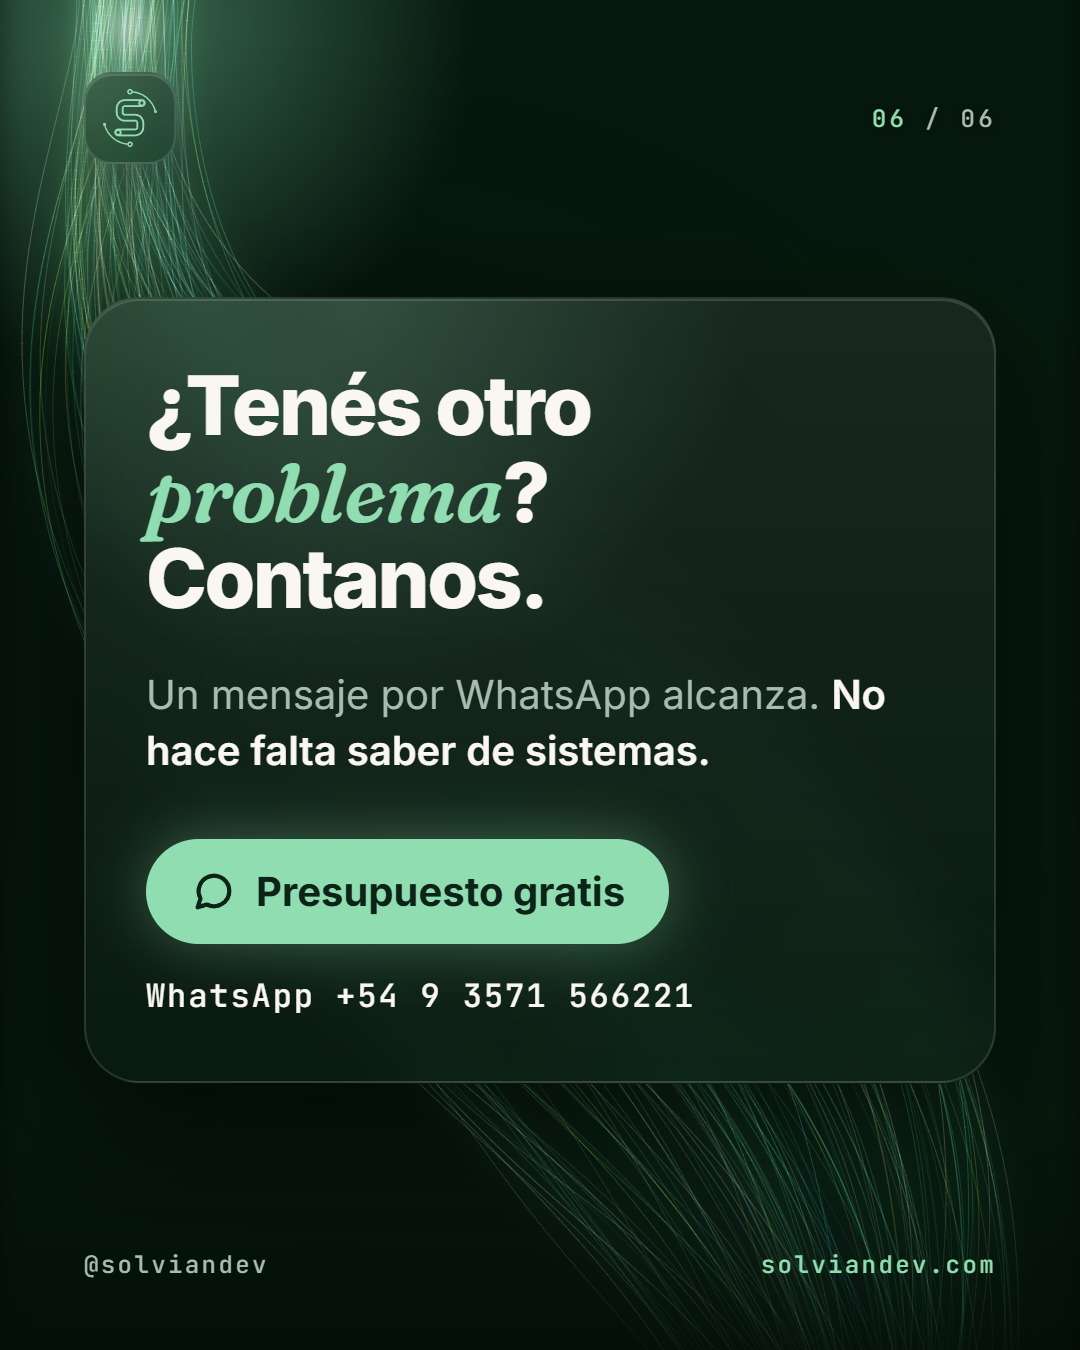 06 / 06
¿Tenés otro
problema?
Contanos.
Un mensaje por WhatsApp alcanza. No
hace falta saber de sistemas.
Presupuesto gratis
WhatsApp +54 9 3571 566221
@solviandev
solviandev.com